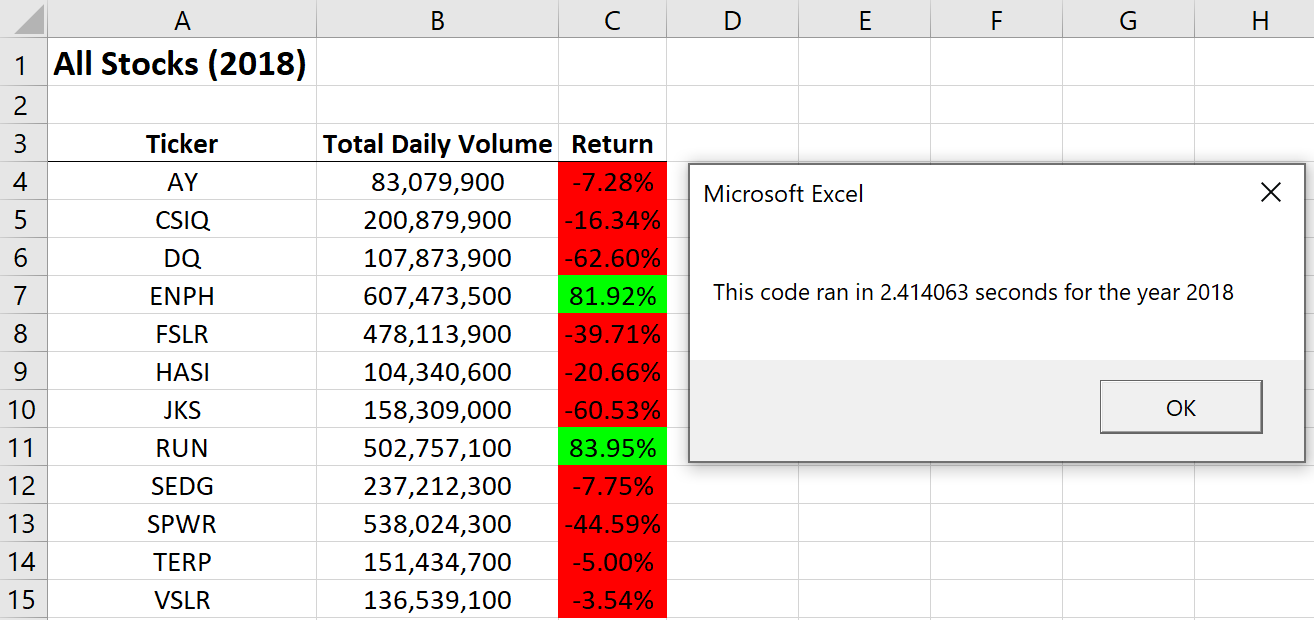 A B C D E F G H
1 All Stocks (2018)
2
3 Ticker Total Daily Volume Return
4 AY 83,079,900 -7.28%
5 CSIQ 200,879,900 -16.34%
6 DQ 107,873,900 -62.60%
7 ENPH 607,473,500 81.92%
8 FSLR 478,113,900 -39.71%
9 HASI 104,340,600 -20.66%
10 JKS 158,309,000 -60.53%
11 RUN 502,757,100 83.95%
12 SEDG 237,212,300 -7.75%
13 SPWR 538,024,300 -44.59%
14 TERP 151,434,700 -5.00%
15 VSLR 136,539,100 -3.54%
Microsoft Excel
This code ran in 2.414063 seconds for the year 2018
OK